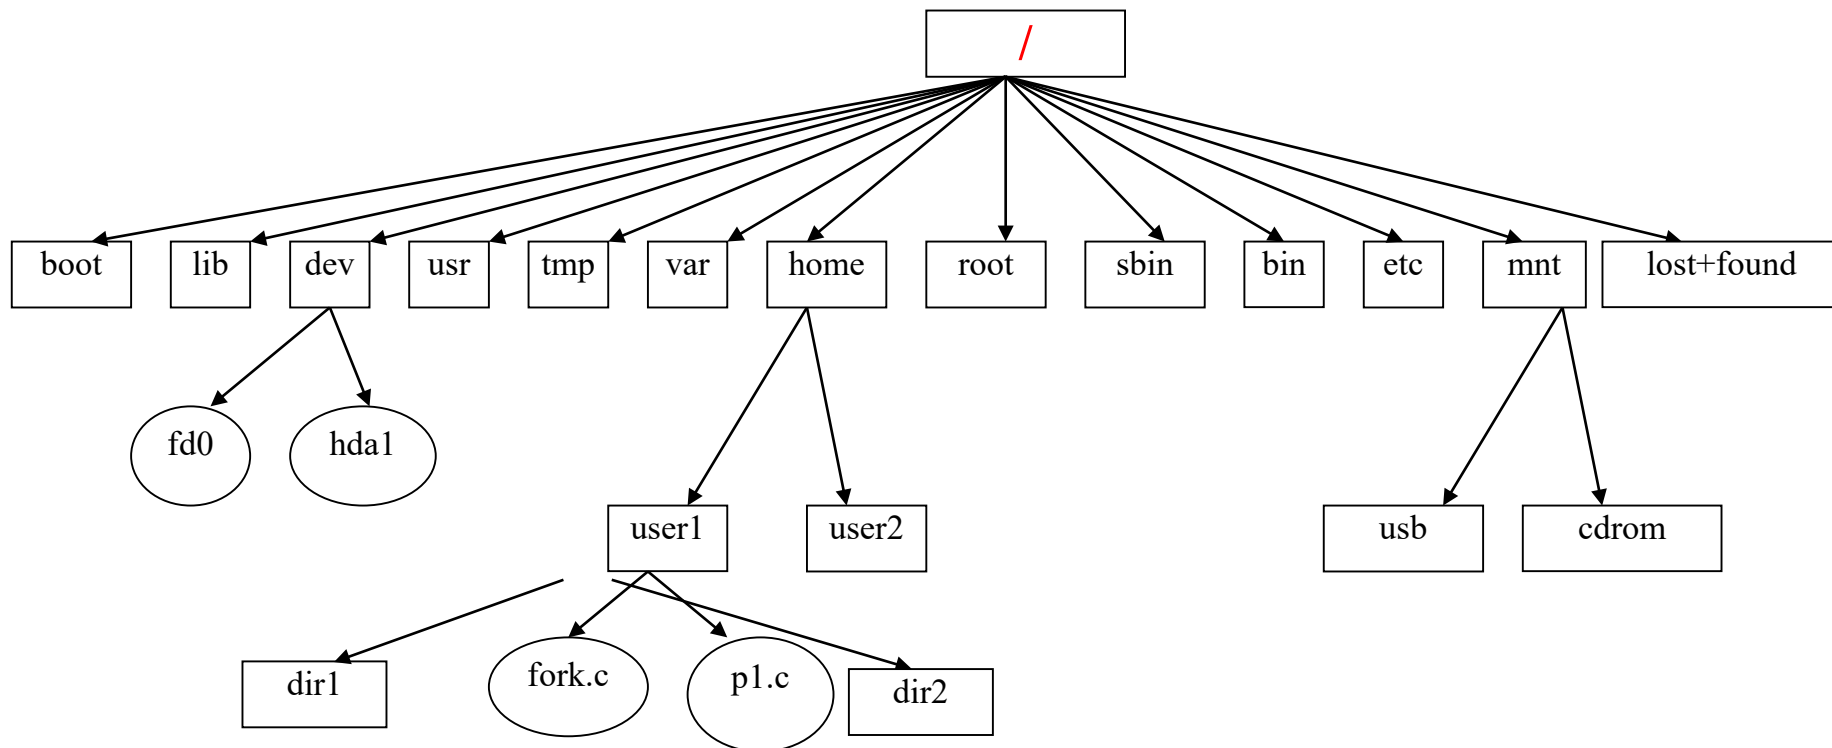 /
boot
lib
dev
usr
tmp
var
home
root
sbin
bin
etc
mnt
lost+found
fd0
hda1
user1
user2
usb
cdrom
dir1
fork.c
p1.c
dir2